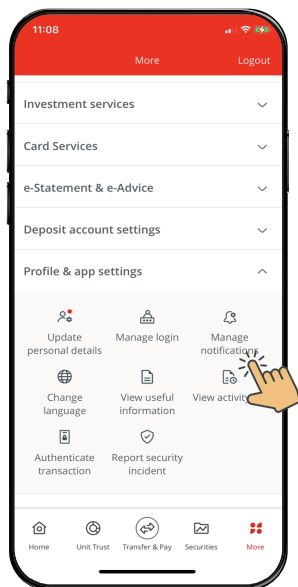 11:08
More
Logout
Investment services
Card Services
e-Statement & e-Advice
Deposit account settings
Profile & app settings
Update
personal details
Manage login
Manage
notifications
Change
language
View useful
information
View activity
Authenticate
transaction
Report security
incident
Home
Unit Trust
Transfer & Pay
Securities
More